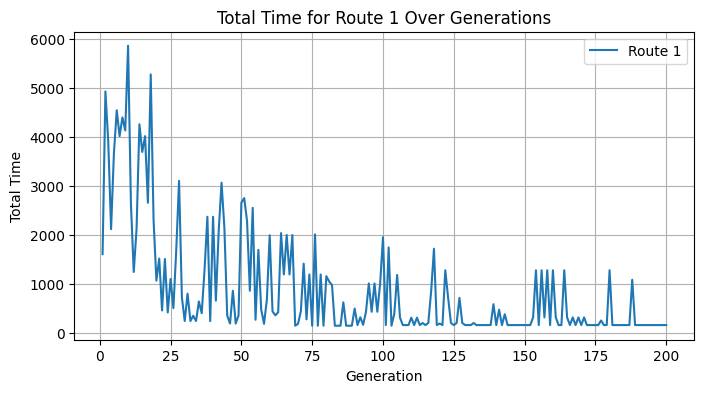 Total Time for Route 1 Over Generations
Route 1
6000
5000
4000
3000
2000
1000
0
Total Time
0 25 50 75 100 125 150 175 200
Generation